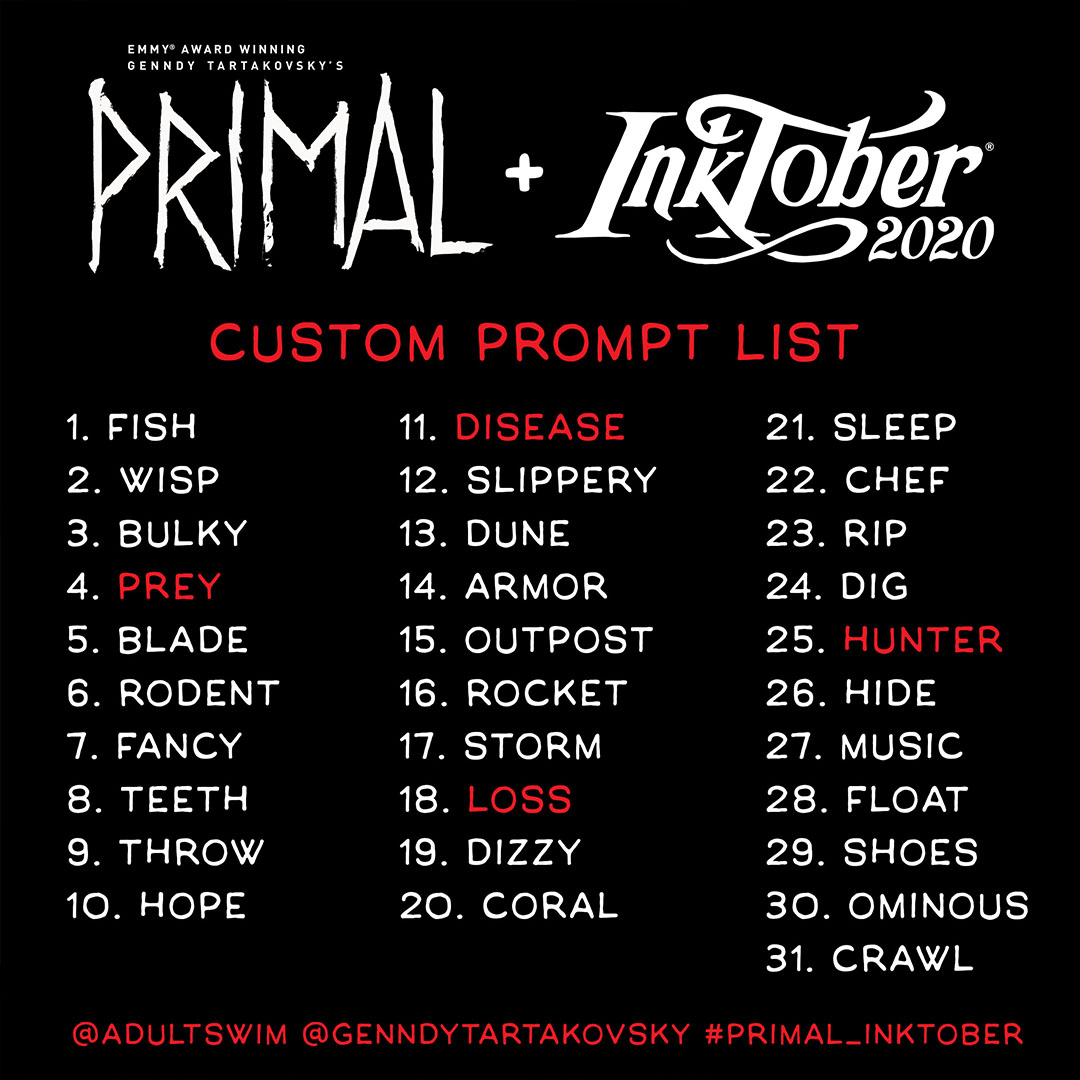 EMMY® AWARD WINNING
GENNDY TARTAKOVSKY'S
PRIMAL + INKTOBER®
2020
CUSTOM PROMPT LIST
1. FISH
2. WISP
3. BULKY
4. PREY
5. BLADE
6. RODENT
7. FANCY
8. TEETH
9. THROW
10. HOPE
11. DISEASE
12. SLIPPERY
13. DUNE
14. ARMOR
15. OUTPOST
16. ROCKET
17. STORM
18. LOSS
19. DIZZY
20. CORAL
21. SLEEP
22. CHEF
23. RIP
24. DIG
25. HUNTER
26. HIDE
27. MUSIC
28. FLOAT
29. SHOES
30. OMINOUS
31. CRAWL
@ADULTSWIM @GENNDYTARTAKOVSKY #PRIMAL_INKTOBER